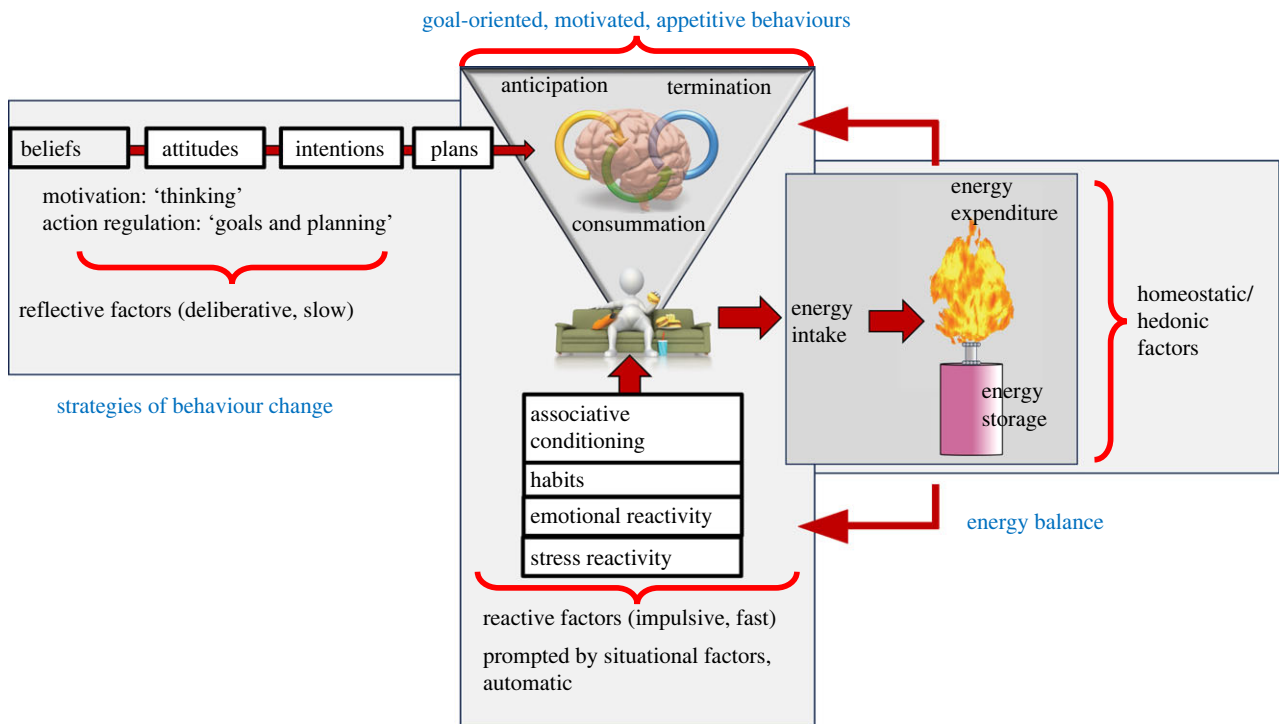 goal-oriented, motivated, appetitive behaviours
anticipation
termination
consummation
beliefs
attitudes
intentions
plans
motivation: ‘thinking’
action regulation: ‘goals and planning’
reflective factors (deliberative, slow)
strategies of behaviour change
energy
intake
energy
expenditure
energy
storage
homeostatic/
hedonic
factors
energy balance
associative
conditioning
habits
emotional reactivity
stress reactivity
reactive factors (impulsive, fast)
prompted by situational factors,
automatic